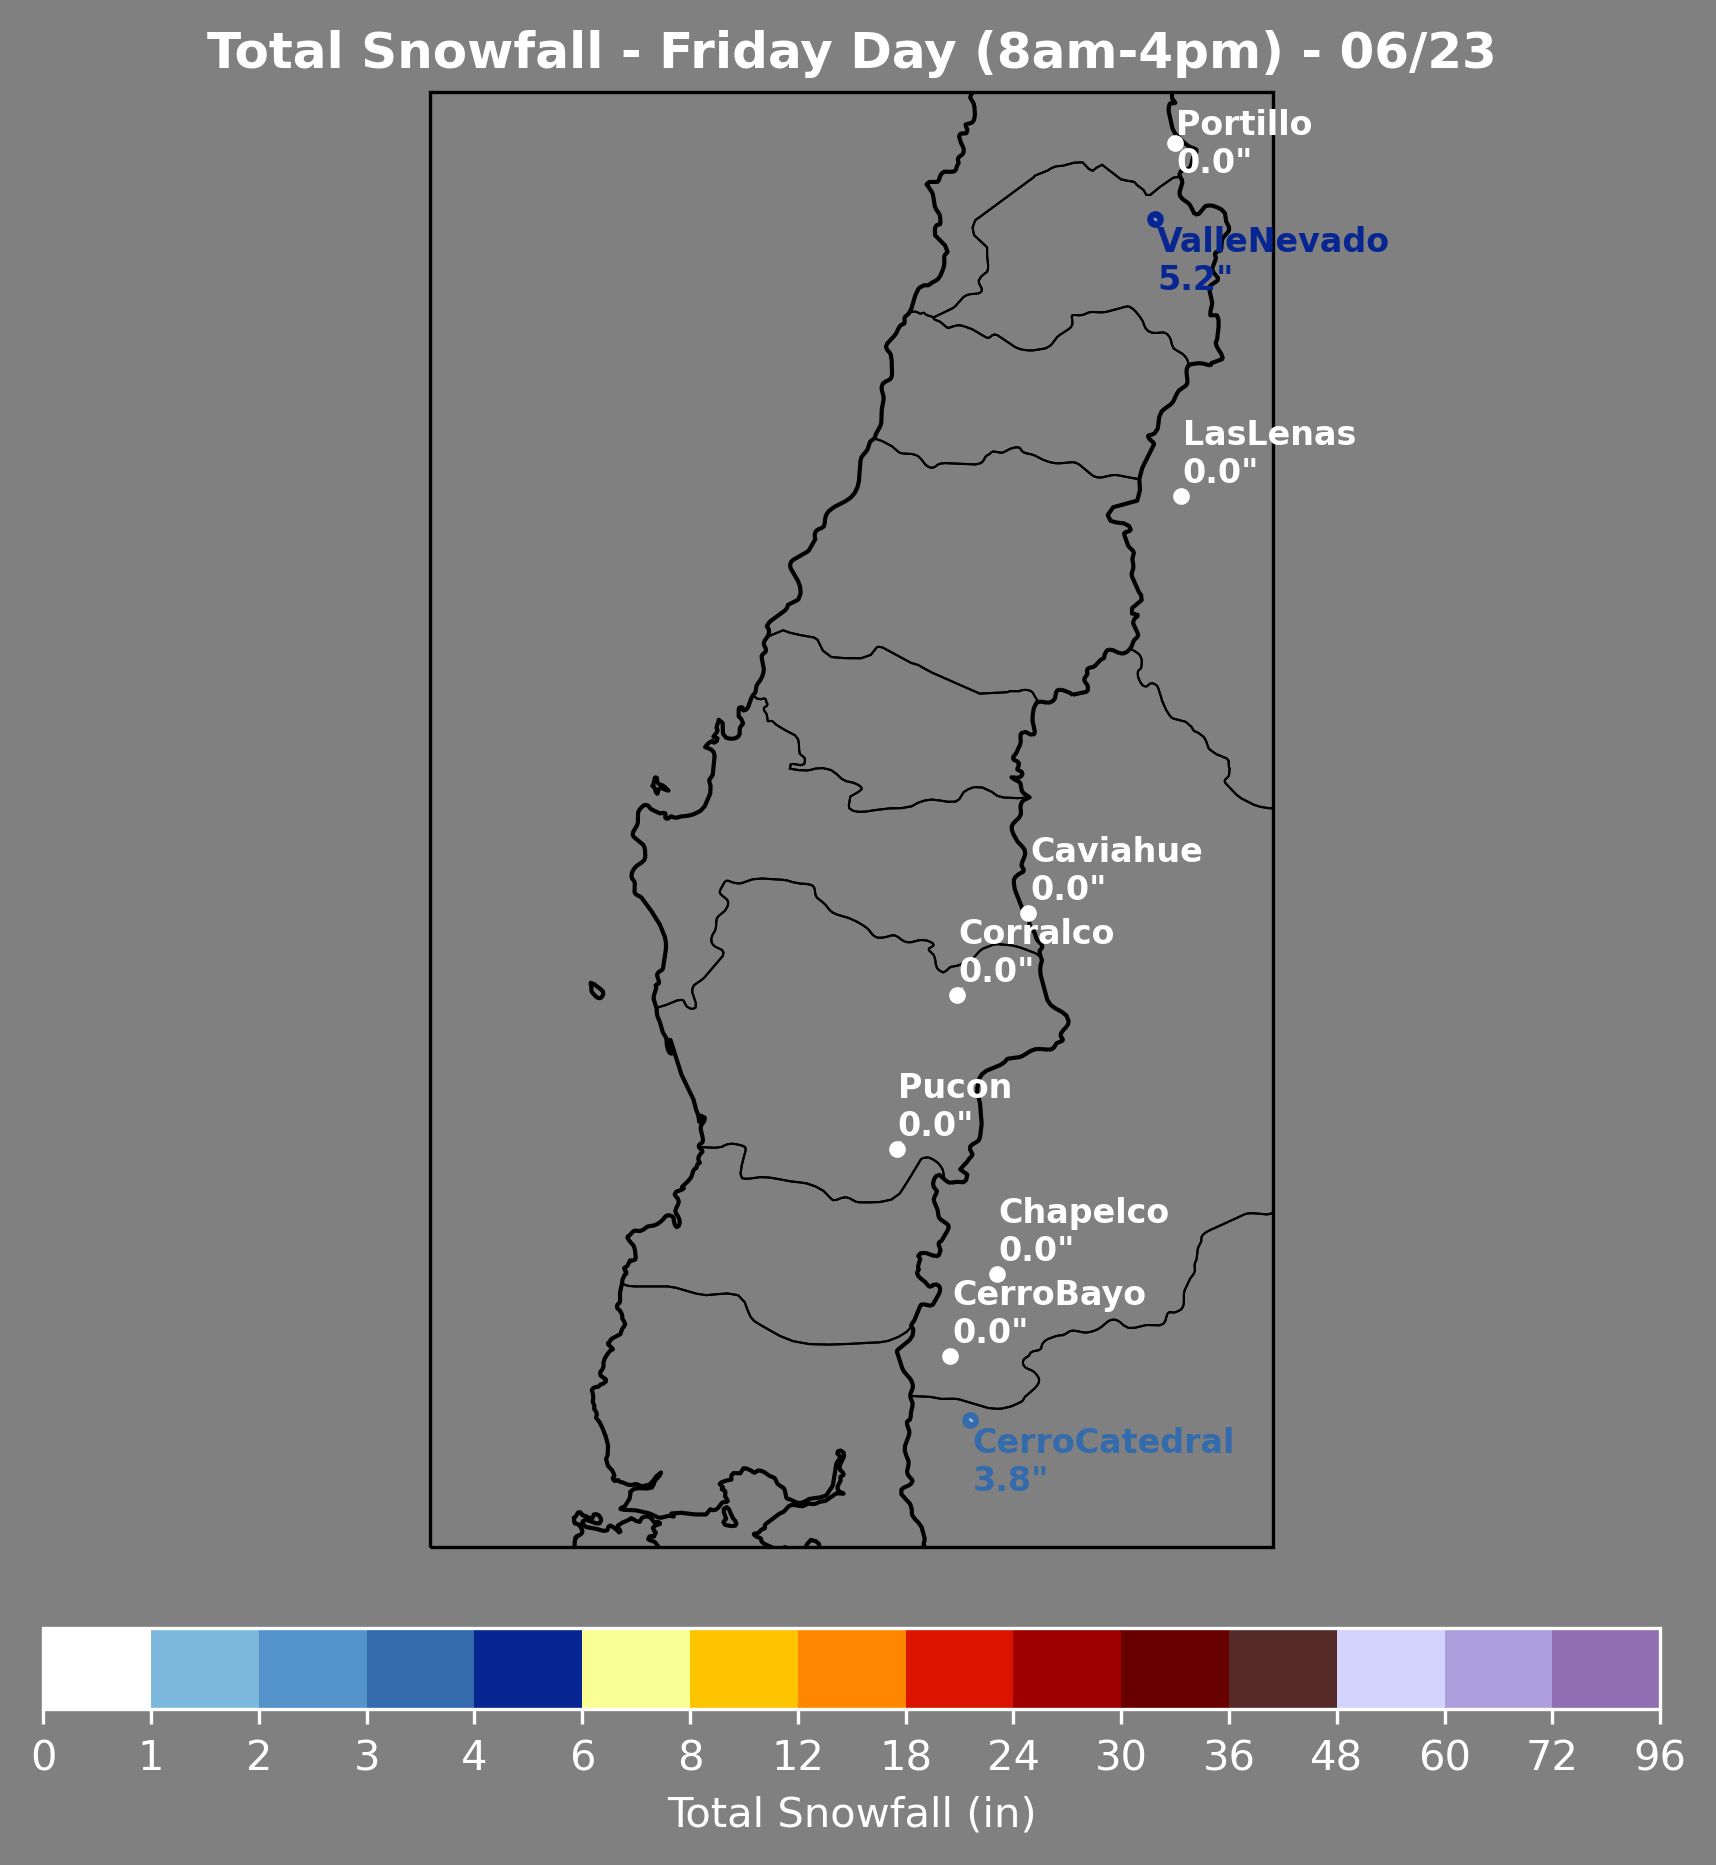 Total Snowfall - Friday Day (8am-4pm) - 06/23
Portillo
0.0"
ValleNevado
5.2"
LasLenas
0.0"
Caviahue
0.0"
Corralco
0.0"
Pucon
0.0"
Chapelco
0.0"
CerroBayo
0.0"
CerroCatedral
3.8"
0 1 2 3 4 6 8 12 18 24 30 36 48 60 72 96
Total Snowfall (in)